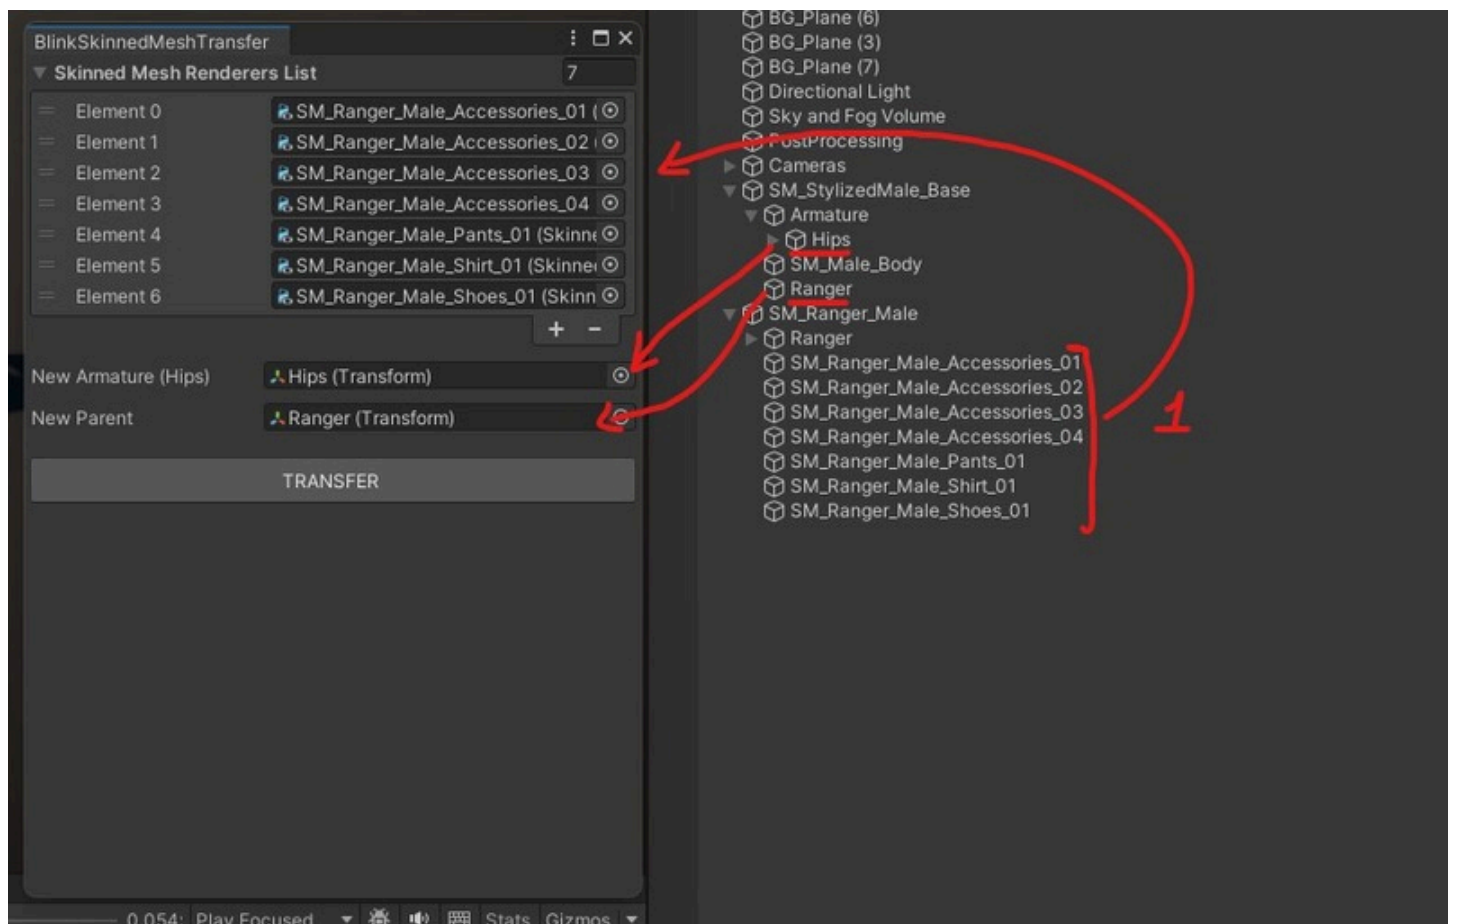 BlinkSkinnedMeshTransfer
Skinned Mesh Renderers List 7
Element 0 SM_Ranger_Male_Accessories_01 (
Element 1 SM_Ranger_Male_Accessories_02 (
Element 2 SM_Ranger_Male_Accessories_03
Element 3 SM_Ranger_Male_Accessories_04
Element 4 SM_Ranger_Male_Pants_01 (Skinne
Element 5 SM_Ranger_Male_Shirt_01 (Skinned
Element 6 SM_Ranger_Male_Shoes_01 (Skinn
+ -
New Armature (Hips) Hips (Transform)
New Parent Ranger (Transform)
TRANSFER
0.054: Play Focused Stats Gizmos
BG_Plane (6)
BG_Plane (3)
BG_Plane (7)
Directional Light
Sky and Fog Volume
PostProcessing
Cameras
SM_StylizedMale_Base
Armature
Hips
SM_Male_Body
Ranger
SM_Ranger_Male
Ranger
SM_Ranger_Male_Accessories_01
SM_Ranger_Male_Accessories_02
SM_Ranger_Male_Accessories_03
SM_Ranger_Male_Accessories_04
SM_Ranger_Male_Pants_01
SM_Ranger_Male_Shirt_01
SM_Ranger_Male_Shoes_01
1